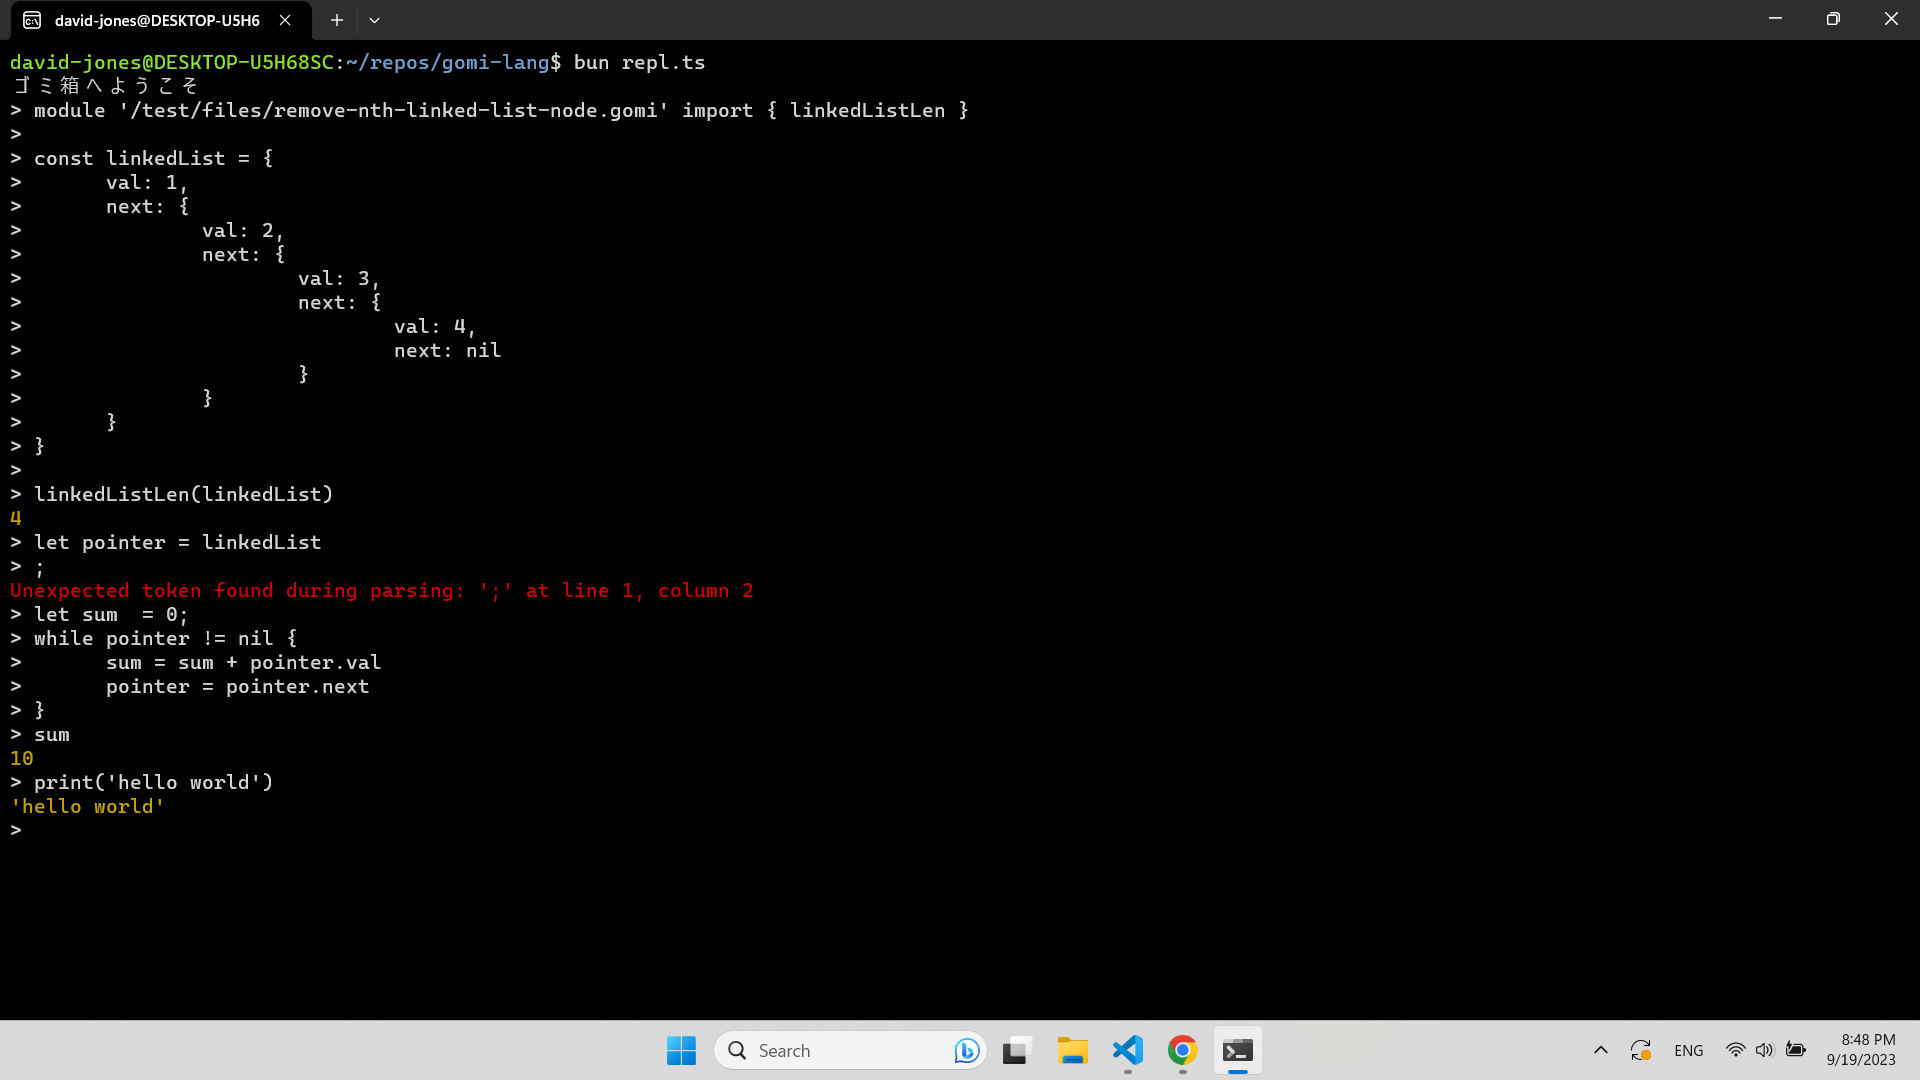 david-jones@DESKTOP-U5H6
david-jones@DESKTOP-U5H68SC:~/repos/gomi-lang$ bun repl.ts
ゴミ箱へようこそ
> module '/test/files/remove-nth-linked-list-node.gomi' import { linkedListLen }
>
> const linkedList = {
>       val: 1,
>       next: {
>               val: 2,
>               next: {
>                       val: 3,
>                       next: {
>                               val: 4,
>                               next: nil
>                       }
>               }
>       }
> }
>
> linkedListLen(linkedList)
4
> let pointer = linkedList
> ;
Unexpected token found during parsing: ';' at line 1, column 2
> let sum  = 0;
> while pointer != nil {
>       sum = sum + pointer.val
>       pointer = pointer.next
> }
> sum
10
> print('hello world')
'hello world'
>
Search
ENG
8:48 PM
9/19/2023